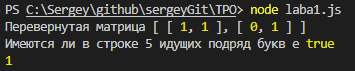 PS C:\Sergey\github\sergeyGit\TPO> node laba1.js
Перевернутая матрица [ [ 1, 1 ], [ 0, 1 ] ]
Имеются ли в строке 5 идущих подряд букв е true
1